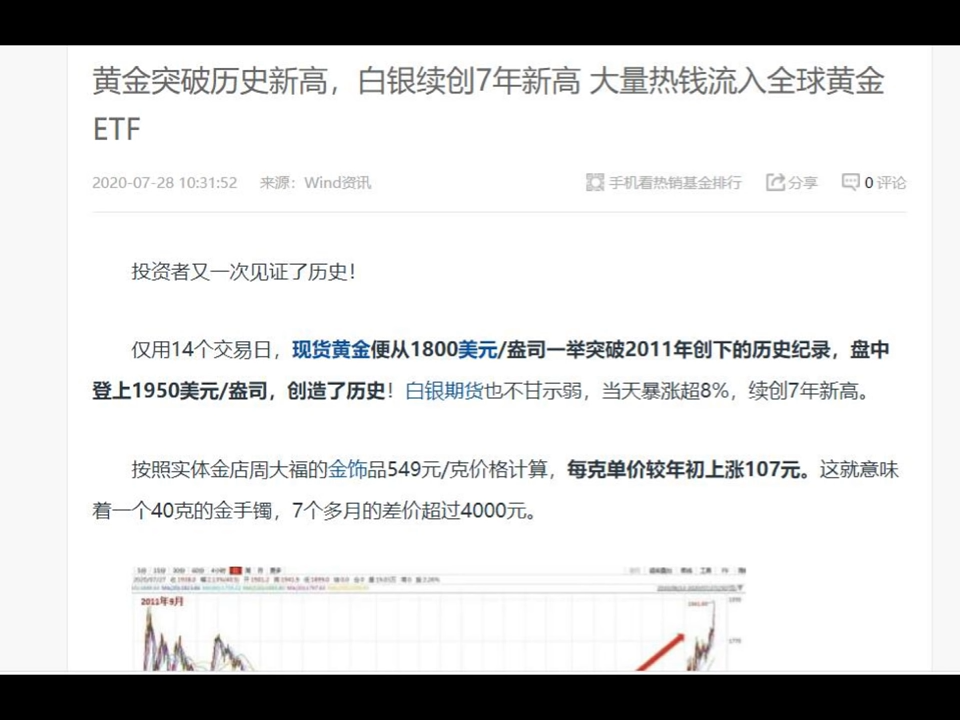 黄金突破历史新高，白银续创7年新高 大量热钱流入全球黄金
ETF
2020-07-28 10:31:52 来源：Wind资讯 手机看热销基金排行 分享 0 评论
投资者又一次见证了历史！
仅用14个交易日，现货黄金便从1800美元/盎司一举突破2011年创下的历史纪录，盘中
登上1950美元/盎司，创造了历史！白银期货也不甘示弱，当天暴涨超8%，续创7年新高。
按照实体金店周大福的金饰品549元/克价格计算，每克单价较年初上涨107元。这就意味
着一个40克的金手镯，7个多月的差价超过4000元。
2011年9月